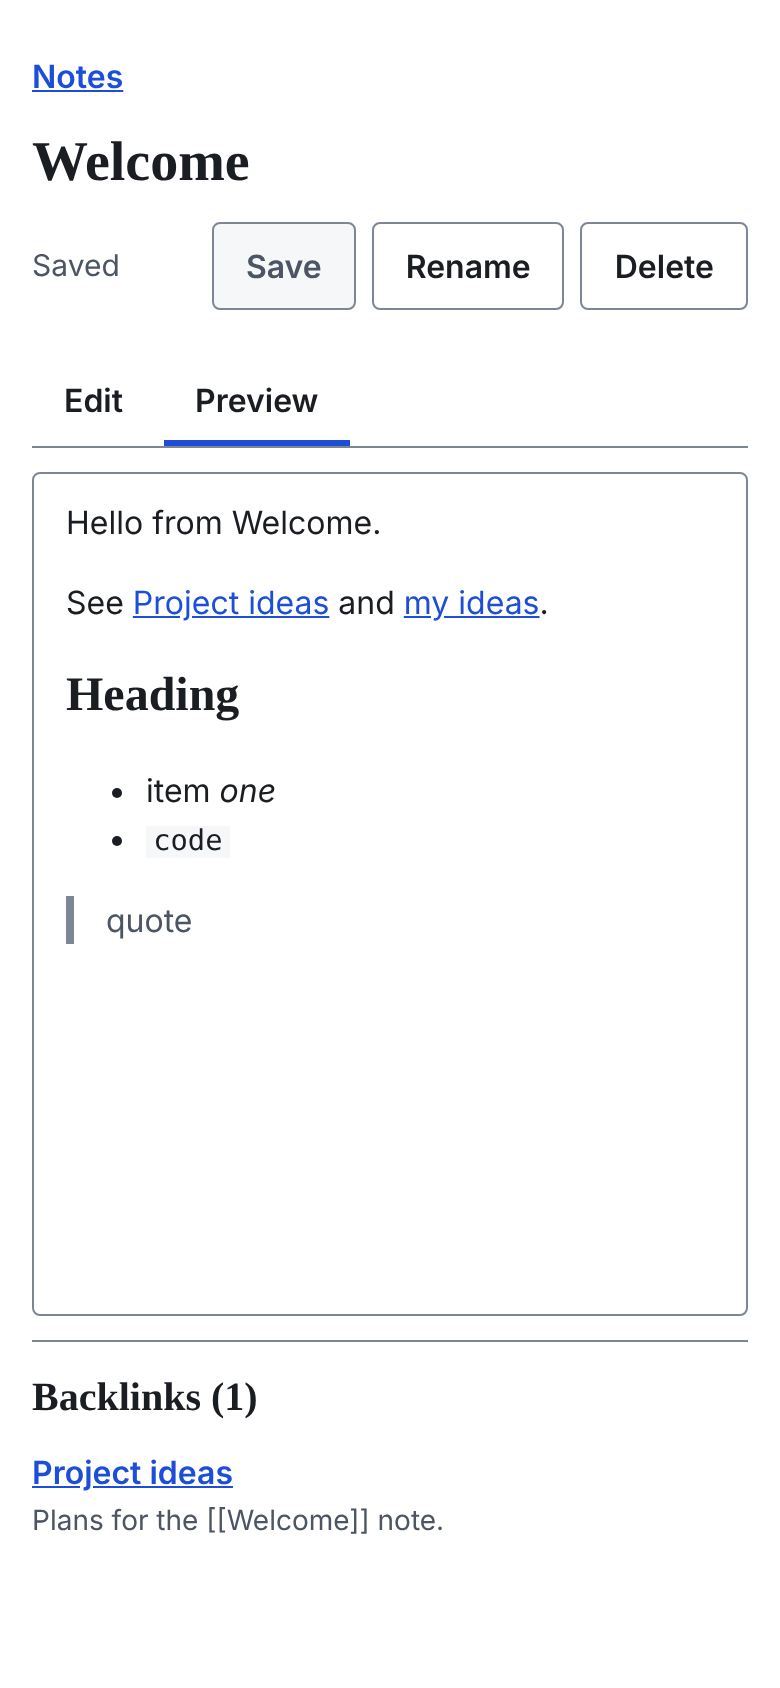 Notes
Welcome
Saved Save Rename Delete
Edit Preview
Hello from Welcome.
See Project ideas and my ideas.
Heading
• item one
• code
quote
Backlinks (1)
Project ideas
Plans for the [[Welcome]] note.